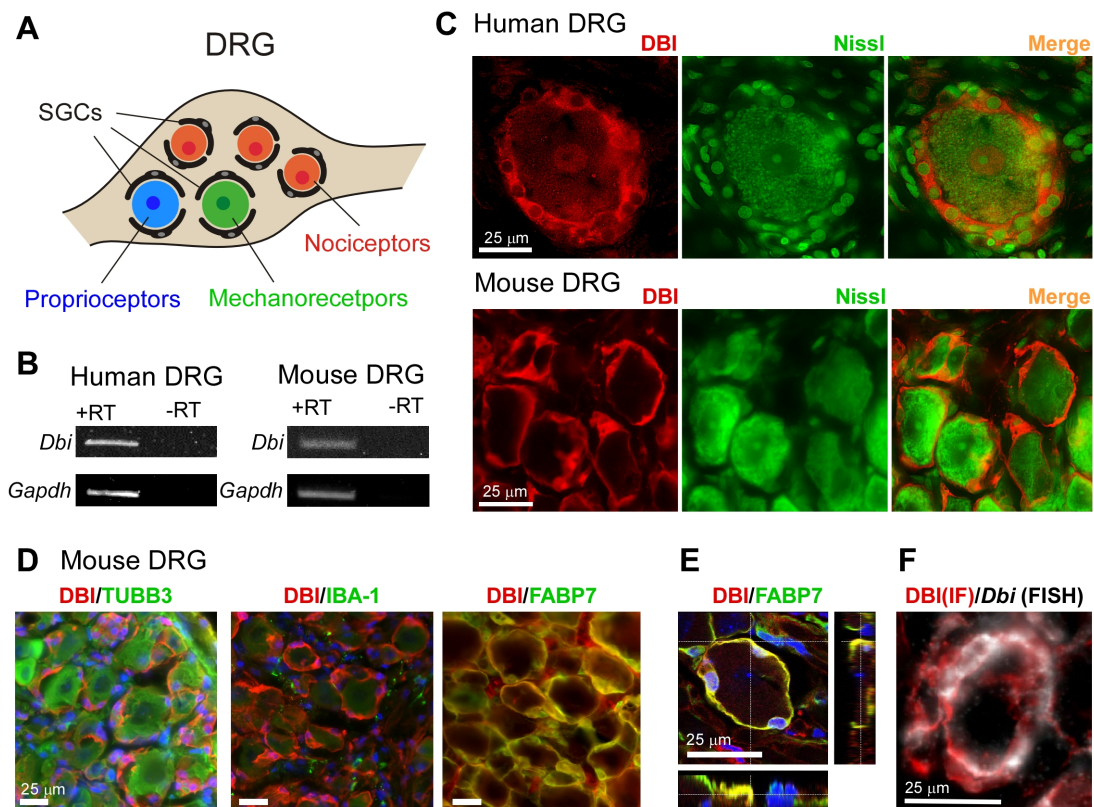 A
DRG
SGCs
Nociceptors
Proprioceptors
Mechanorecetpors
B
Human DRG
Mouse DRG
+RT
-RT
+RT
-RT
Dbi
Dbi
Gapdh
Gapdh
C
Human DRG
DBI
Nissl
Merge
25 µm
Mouse DRG
DBI
Nissl
Merge
25 µm
D
Mouse DRG
DBI/TUBB3
DBI/IBA-1
DBI/FABP7
25 µm
E
DBI/FABP7
25 µm
F
DBI(IF)/Dbi (FISH)
25 µm